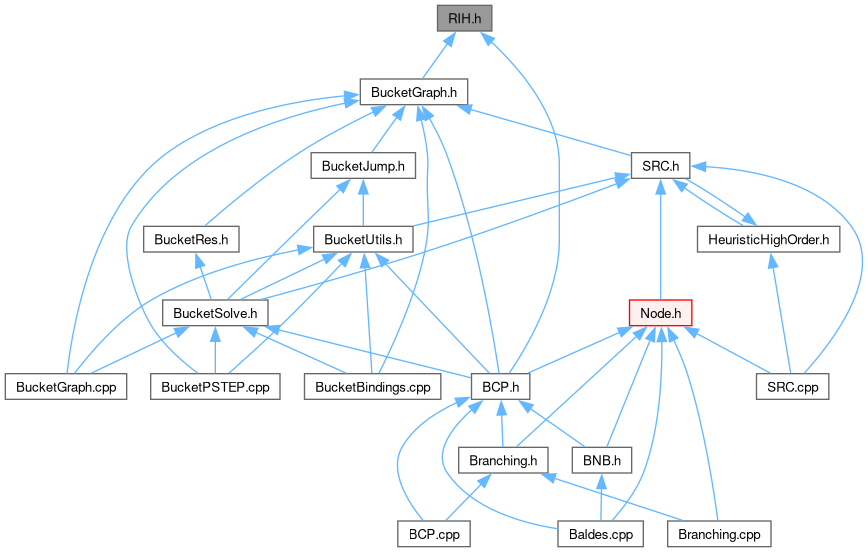 RIH.h
BucketGraph.h
BucketJump.h
SRC.h
BucketRes.h
BucketUtils.h
HeuristicHighOrder.h
BucketSolve.h
Node.h
BucketGraph.cpp
BucketPSTEP.cpp
BucketBindings.cpp
BCP.h
SRC.cpp
Branching.h
BNB.h
BCP.cpp
Baldes.cpp
Branching.cpp